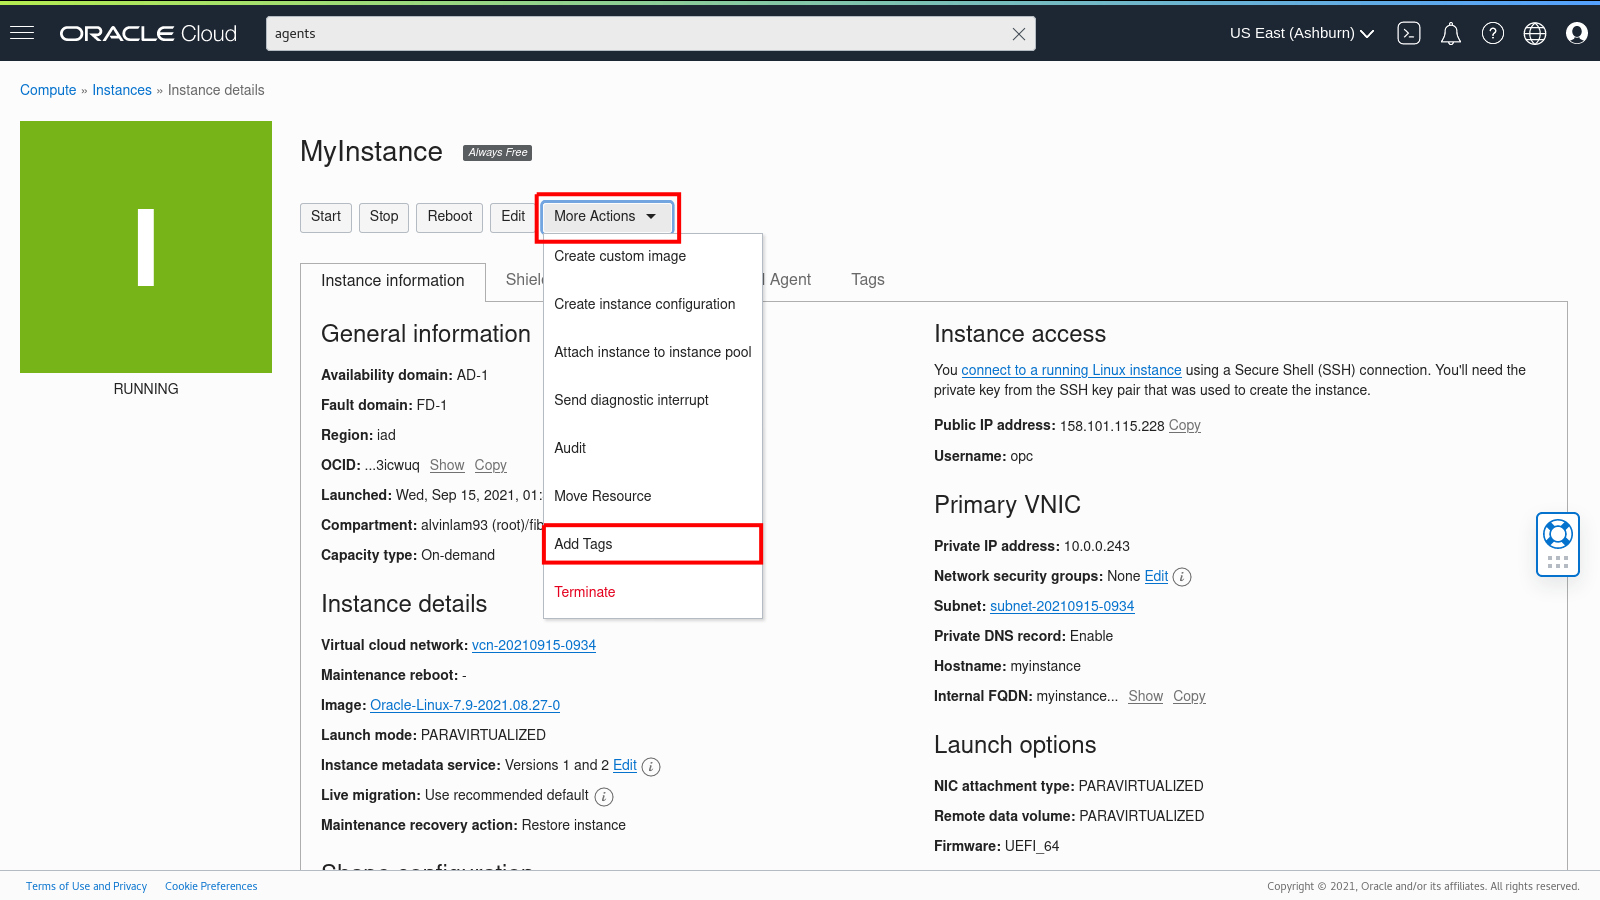 ORACLE Cloud
agents
US East (Ashburn)
Compute » Instances » Instance details
I
RUNNING
MyInstance
Always Free
Start
Stop
Reboot
Edit
More Actions
Create custom image
Create instance configuration
Attach instance to instance pool
Send diagnostic interrupt
Audit
Move Resource
Add Tags
Terminate
Instance information
Agent
Tags
General information
Availability domain: AD-1
Fault domain: FD-1
Region: iad
OCID: ...3icwuq Show Copy
Launched: Wed, Sep 15, 2021, 01:
Compartment: alvinlam93 (root)/fib
Capacity type: On-demand
Instance details
Virtual cloud network: vcn-20210915-0934
Maintenance reboot: -
Image: Oracle-Linux-7.9-2021.08.27-0
Launch mode: PARAVIRTUALIZED
Instance metadata service: Versions 1 and 2 Edit
Live migration: Use recommended default
Maintenance recovery action: Restore instance
Shape configuration
Instance access
You connect to a running Linux instance using a Secure Shell (SSH) connection. You'll need the
private key from the SSH key pair that was used to create the instance.
Public IP address: 158.101.115.228 Copy
Username: opc
Primary VNIC
Private IP address: 10.0.0.243
Network security groups: None Edit
Subnet: subnet-20210915-0934
Private DNS record: Enable
Hostname: myinstance
Internal FQDN: myinstance... Show Copy
Launch options
NIC attachment type: PARAVIRTUALIZED
Remote data volume: PARAVIRTUALIZED
Firmware: UEFI_64
Terms of Use and Privacy
Cookie Preferences
Copyright © 2021, Oracle and/or its affiliates. All rights reserved.